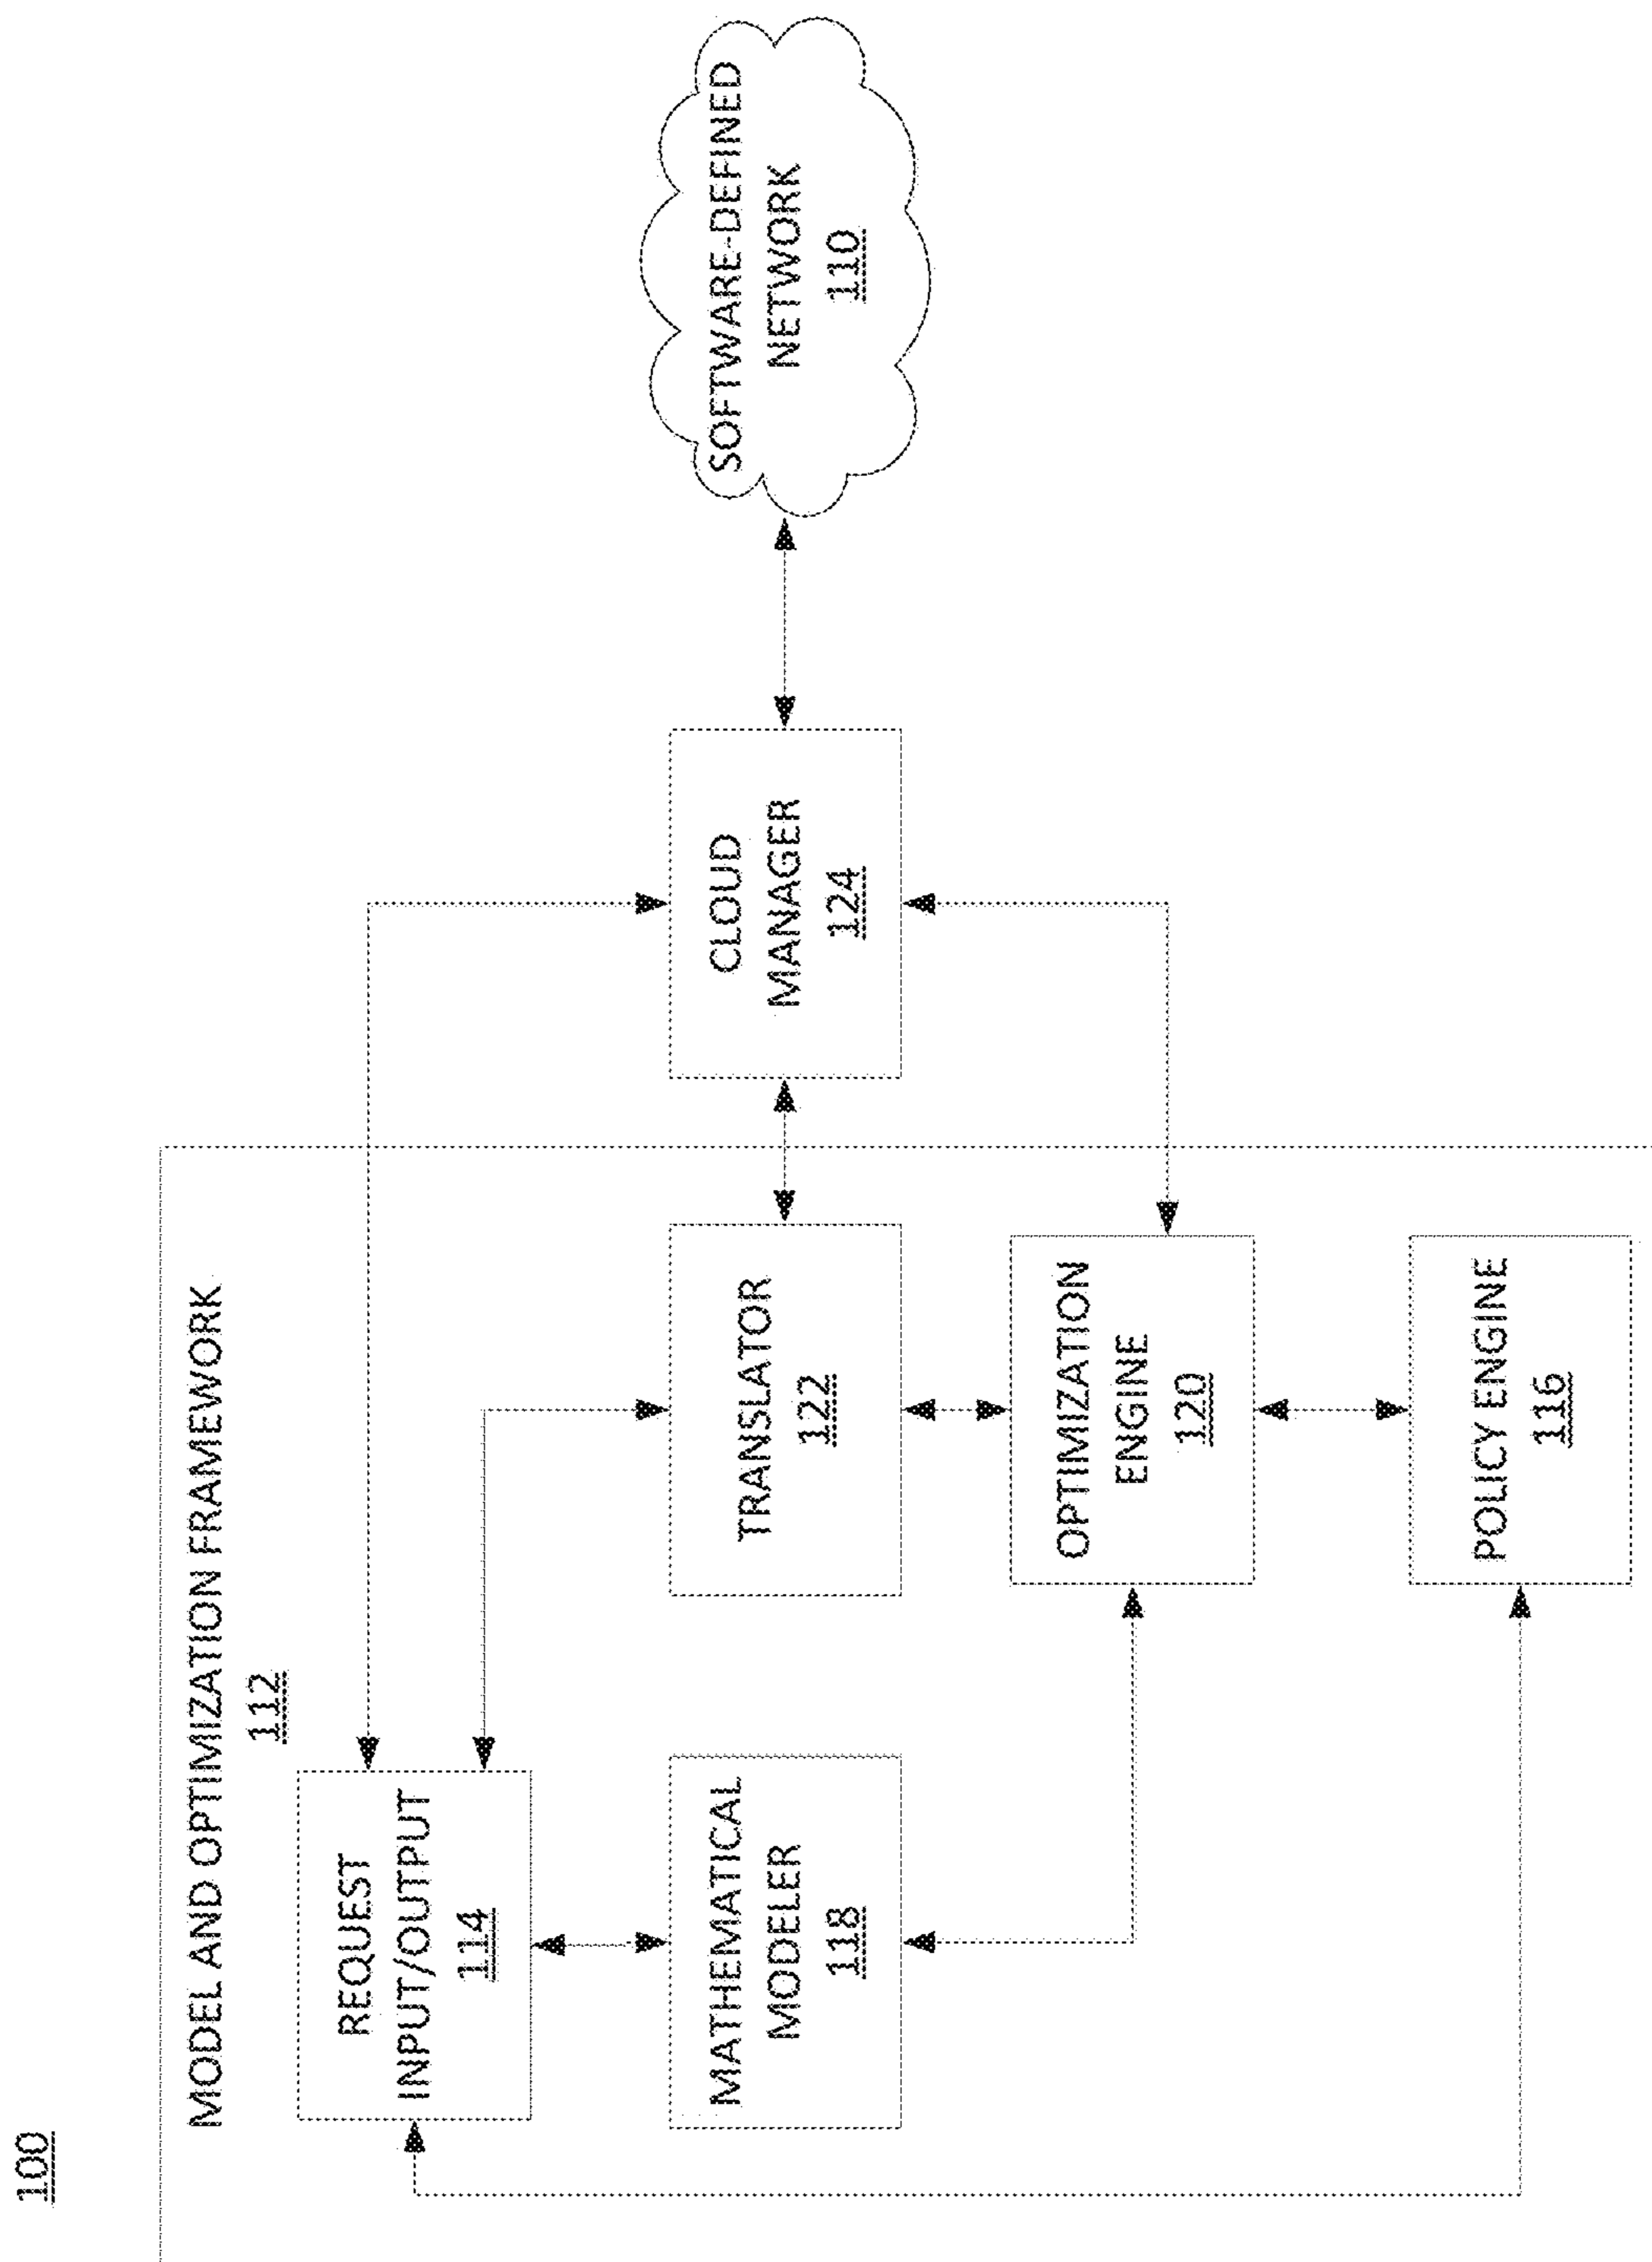 100
MODEL AND OPTIMIZATION FRAMEWORK
112
REQUEST
INPUT/OUTPUT
114
MATHEMATICAL
MODELER
118
TRANSLATOR
122
OPTIMIZATION
ENGINE
120
POLICY ENGINE
116
CLOUD
MANAGER
124
SOFTWARE-DEFINED
NETWORK
110